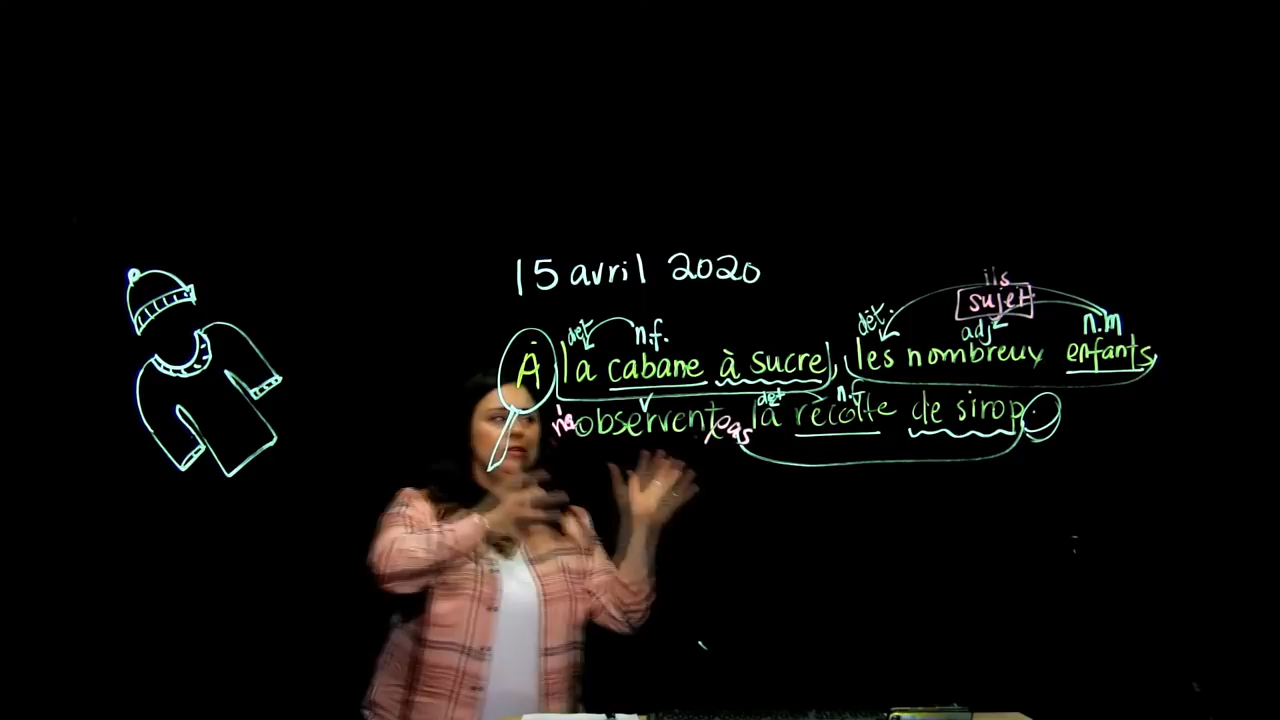 15 avril 2020
ils
sujet
dét. n.f. dét. adj n.m
À la cabane à sucre, les nombreux enfants
v dét n.f
ne observent pas la récolte de sirop.